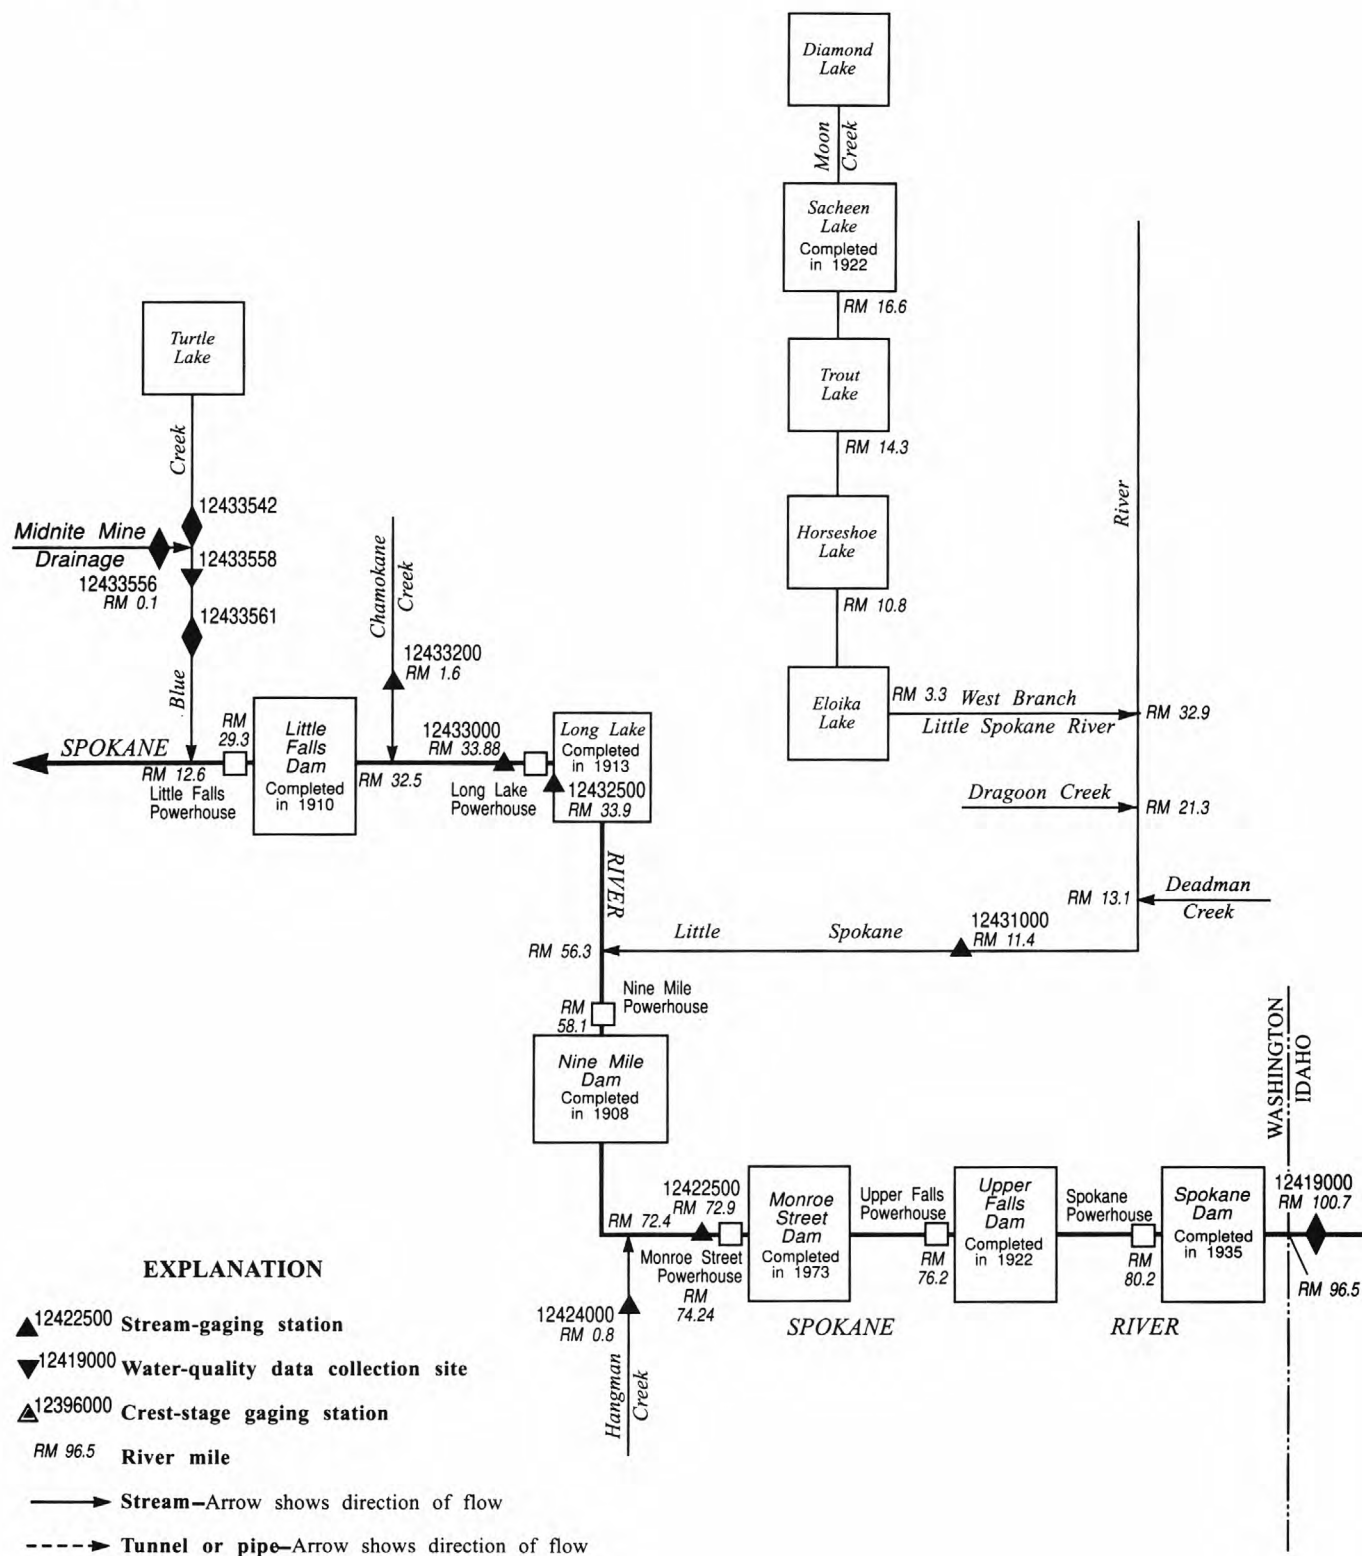 Diamond
Lake
Moon
Creek
Sacheen
Lake
Completed
in 1922
RM 16.6
Trout
Lake
RM 14.3
Horseshoe
Lake
RM 10.8
Eloika
Lake
RM 3.3
West Branch
Little Spokane River
RM 32.9
River
Dragoon Creek
RM 21.3
Deadman
Creek
RM 13.1
12431000
RM 11.4
Little Spokane
RM 56.3
Turtle
Lake
Creek
12433542
Midnite Mine
Drainage
12433556
RM 0.1
12433558
12433561
Blue
Chamokane
Creek
12433200
RM 1.6
SPOKANE
RM 12.6
RM
29.3
Little Falls
Powerhouse
Little
Falls
Dam
Completed
in 1910
RM 32.5
12433000
RM 33.88
Long Lake
Powerhouse
Long Lake
Completed
in 1913
12432500
RM 33.9
RIVER
Nine Mile
Powerhouse
RM
58.1
Nine Mile
Dam
Completed
in 1908
RM 72.4
12422500
RM 72.9
Monroe Street
Powerhouse
RM
74.24
12424000
RM 0.8
Hangman
Creek
Monroe
Street
Dam
Completed
in 1973
Upper Falls
Powerhouse
RM
76.2
Upper
Falls
Dam
Completed
in 1922
Spokane
Powerhouse
RM
80.2
Spokane
Dam
Completed
in 1935
SPOKANE RIVER
WASHINGTON
IDAHO
12419000
RM 100.7
RM 96.5
EXPLANATION
12422500 Stream-gaging station
12419000 Water-quality data collection site
12396000 Crest-stage gaging station
RM 96.5 River mile
Stream–Arrow shows direction of flow
Tunnel or pipe–Arrow shows direction of flow